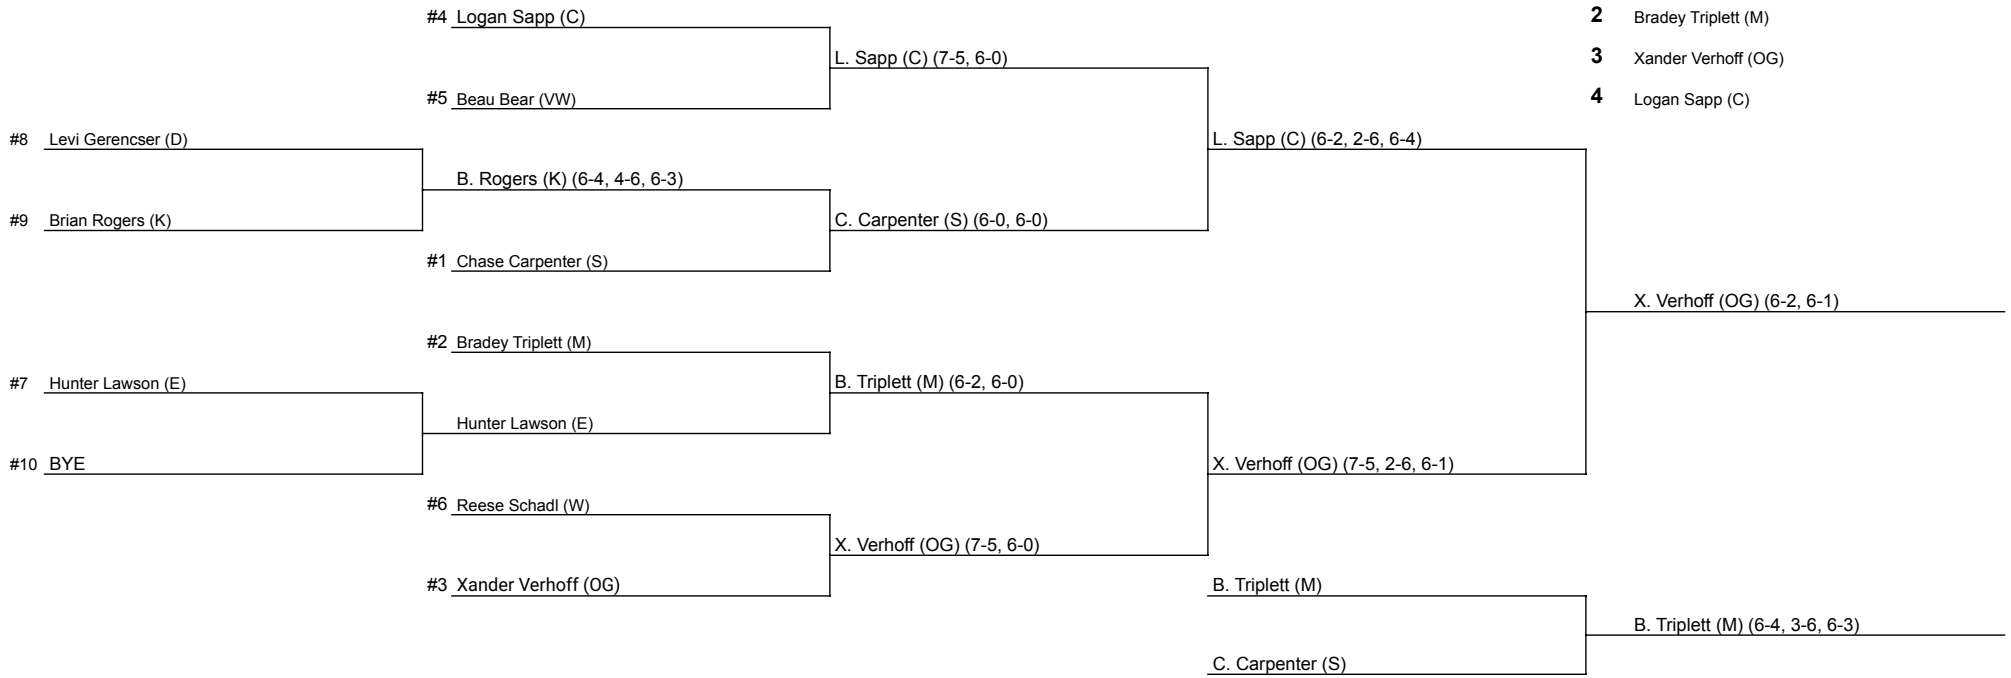 #4 Logan Sapp (C)
2 Bradey Triplett (M)
L. Sapp (C) (7-5, 6-0)
3 Xander Verhoff (OG)
#5 Beau Bear (VW)
4 Logan Sapp (C)
#8 Levi Gerencser (D)
L. Sapp (C) (6-2, 2-6, 6-4)
B. Rogers (K) (6-4, 4-6, 6-3)
#9 Brian Rogers (K)
C. Carpenter (S) (6-0, 6-0)
#1 Chase Carpenter (S)
X. Verhoff (OG) (6-2, 6-1)
#2 Bradey Triplett (M)
#7 Hunter Lawson (E)
B. Triplett (M) (6-2, 6-0)
Hunter Lawson (E)
#10 BYE
X. Verhoff (OG) (7-5, 2-6, 6-1)
#6 Reese Schadl (W)
X. Verhoff (OG) (7-5, 6-0)
#3 Xander Verhoff (OG)
B. Triplett (M)
B. Triplett (M) (6-4, 3-6, 6-3)
C. Carpenter (S)